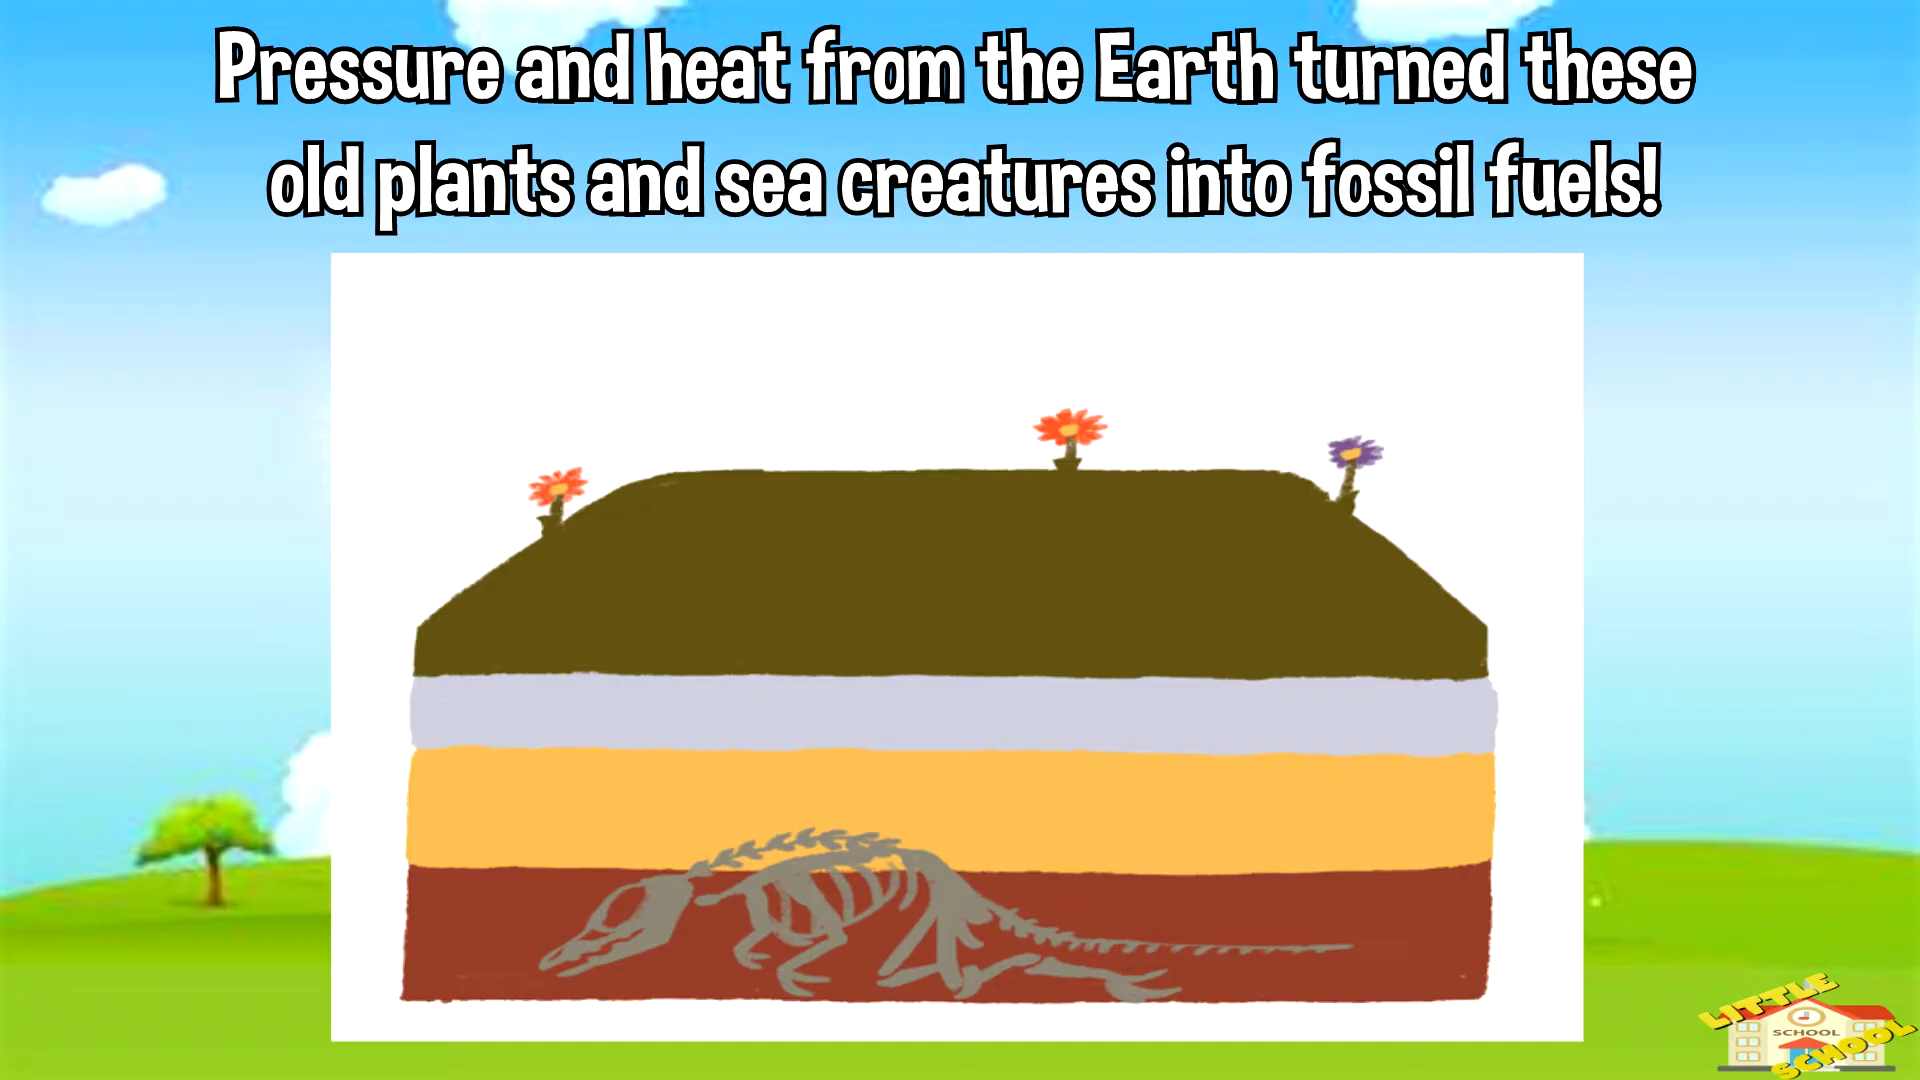 Pressure and heat from the Earth turned these
old plants and sea creatures into fossil fuels!
LITTLE
SCHOOL
SCHOOL